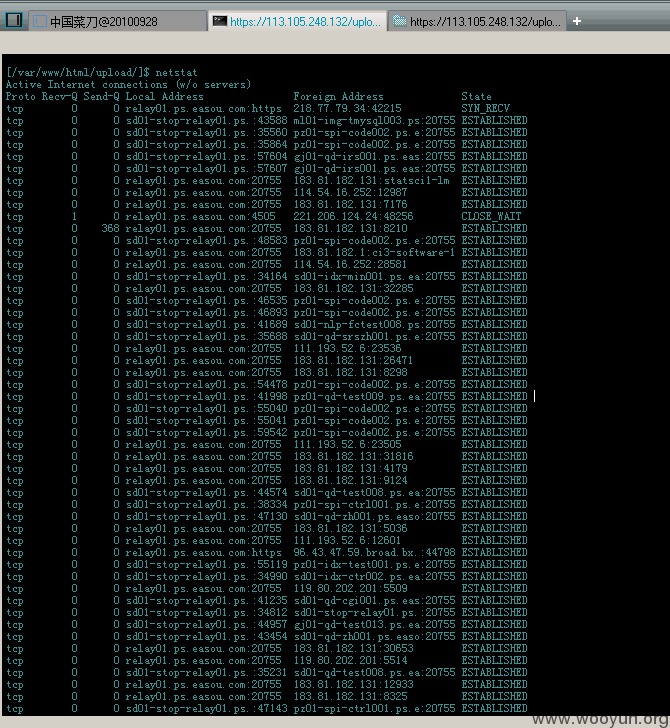 中国菜刀@20100928 https://113.105.248.132/uplo... https://113.105.248.132/uplo...
[/var/www/html/upload/]$ netstat
Active Internet connections (w/o servers)
Proto Recv-Q Send-Q Local Address Foreign Address State
tcp 0 0 relay01.ps.easou.com:https 218.77.79.34:42215 SYN_RECV
tcp 0 0 sd01-stop-relay01.ps.:43588 ml01-img-tmysql003.ps:20755 ESTABLISHED
tcp 0 0 sd01-stop-relay01.ps.:35560 pz01-spi-code002.ps.e:20755 ESTABLISHED
tcp 0 0 sd01-stop-relay01.ps.:35864 pz01-spi-code002.ps.e:20755 ESTABLISHED
tcp 0 0 sd01-stop-relay01.ps.:57604 gj01-qd-irs001.ps.eas:20755 ESTABLISHED
tcp 0 0 sd01-stop-relay01.ps.:57607 gj01-qd-irs001.ps.eas:20755 ESTABLISHED
tcp 0 0 relay01.ps.easou.com:20755 183.81.182.131:statsci1-lm ESTABLISHED
tcp 0 0 relay01.ps.easou.com:20755 114.54.16.252:12987 ESTABLISHED
tcp 0 0 relay01.ps.easou.com:20755 183.81.182.131:7176 ESTABLISHED
tcp 1 0 relay01.ps.easou.com:4505 221.206.124.24:48256 CLOSE_WAIT
tcp 0 368 relay01.ps.easou.com:20755 183.81.182.131:8210 ESTABLISHED
tcp 0 0 sd01-stop-relay01.ps.:48583 pz01-spi-code002.ps.e:20755 ESTABLISHED
tcp 0 0 relay01.ps.easou.com:20755 183.81.182.1:ci3-software-1 ESTABLISHED
tcp 0 0 relay01.ps.easou.com:20755 114.54.16.252:28581 ESTABLISHED
tcp 0 0 sd01-stop-relay01.ps.:34164 sd01-idx-min001.ps.ea:20755 ESTABLISHED
tcp 0 0 relay01.ps.easou.com:20755 183.81.182.131:32285 ESTABLISHED
tcp 0 0 sd01-stop-relay01.ps.:46535 pz01-spi-code002.ps.e:20755 ESTABLISHED
tcp 0 0 sd01-stop-relay01.ps.:46893 pz01-spi-code002.ps.e:20755 ESTABLISHED
tcp 0 0 sd01-stop-relay01.ps.:41689 sd01-nlp-fctest008.ps:20755 ESTABLISHED
tcp 0 0 sd01-stop-relay01.ps.:35688 sd01-qd-srszh001.ps.e:20755 ESTABLISHED
tcp 0 0 relay01.ps.easou.com:20755 111.193.52.6:23536 ESTABLISHED
tcp 0 0 relay01.ps.easou.com:20755 183.81.182.131:26471 ESTABLISHED
tcp 0 0 relay01.ps.easou.com:20755 183.81.182.131:8298 ESTABLISHED
tcp 0 0 sd01-stop-relay01.ps.:54478 pz01-spi-code002.ps.e:20755 ESTABLISHED
tcp 0 0 sd01-stop-relay01.ps.:41998 pz01-qd-test009.ps.ea:20755 ESTABLISHED
tcp 0 0 sd01-stop-relay01.ps.:55040 pz01-spi-code002.ps.e:20755 ESTABLISHED
tcp 0 0 sd01-stop-relay01.ps.:55041 pz01-spi-code002.ps.e:20755 ESTABLISHED
tcp 0 0 sd01-stop-relay01.ps.:59542 pz01-spi-code002.ps.e:20755 ESTABLISHED
tcp 0 0 relay01.ps.easou.com:20755 111.193.52.6:23505 ESTABLISHED
tcp 0 0 relay01.ps.easou.com:20755 183.81.182.131:31816 ESTABLISHED
tcp 0 0 relay01.ps.easou.com:20755 183.81.182.131:4179 ESTABLISHED
tcp 0 0 relay01.ps.easou.com:20755 183.81.182.131:9124 ESTABLISHED
tcp 0 0 sd01-stop-relay01.ps.:44574 sd01-qd-test008.ps.ea:20755 ESTABLISHED
tcp 0 0 sd01-stop-relay01.ps.:38334 pz01-spi-ctrl001.ps.e:20755 ESTABLISHED
tcp 0 0 sd01-stop-relay01.ps.:47130 sd01-qd-zh001.ps.easo:20755 ESTABLISHED
tcp 0 0 relay01.ps.easou.com:20755 183.81.182.131:5036 ESTABLISHED
tcp 0 0 relay01.ps.easou.com:20755 111.193.52.6:12601 ESTABLISHED
tcp 0 0 relay01.ps.easou.com:https 96.43.47.59.broad.bx.:44798 ESTABLISHED
tcp 0 0 sd01-stop-relay01.ps.:55119 pz01-idx-test001.ps.e:20755 ESTABLISHED
tcp 0 0 sd01-stop-relay01.ps.:34990 sd01-idx-ctr002.ps.ea:20755 ESTABLISHED
tcp 0 0 relay01.ps.easou.com:20755 119.80.202.201:5509 ESTABLISHED
tcp 0 0 sd01-stop-relay01.ps.:41235 sd01-qd-cgi001.ps.eas:20755 ESTABLISHED
tcp 0 0 sd01-stop-relay01.ps.:34812 sd01-stop-relay01.ps.:20755 ESTABLISHED
tcp 0 0 sd01-stop-relay01.ps.:44957 gj01-qd-test013.ps.ea:20755 ESTABLISHED
tcp 0 0 sd01-stop-relay01.ps.:43454 sd01-qd-zh001.ps.easo:20755 ESTABLISHED
tcp 0 0 relay01.ps.easou.com:20755 183.81.182.131:30653 ESTABLISHED
tcp 0 0 relay01.ps.easou.com:20755 119.80.202.201:5514 ESTABLISHED
tcp 0 0 sd01-stop-relay01.ps.:35231 sd01-qd-test008.ps.ea:20755 ESTABLISHED
tcp 0 0 relay01.ps.easou.com:20755 183.81.182.131:12933 ESTABLISHED
tcp 0 0 relay01.ps.easou.com:20755 183.81.182.131:8325 ESTABLISHED
tcp 0 0 sd01-stop-relay01.ps.:47143 pz01-spi-ctrl001.ps.e:20755 ESTABLISHED
www.wooyun.org